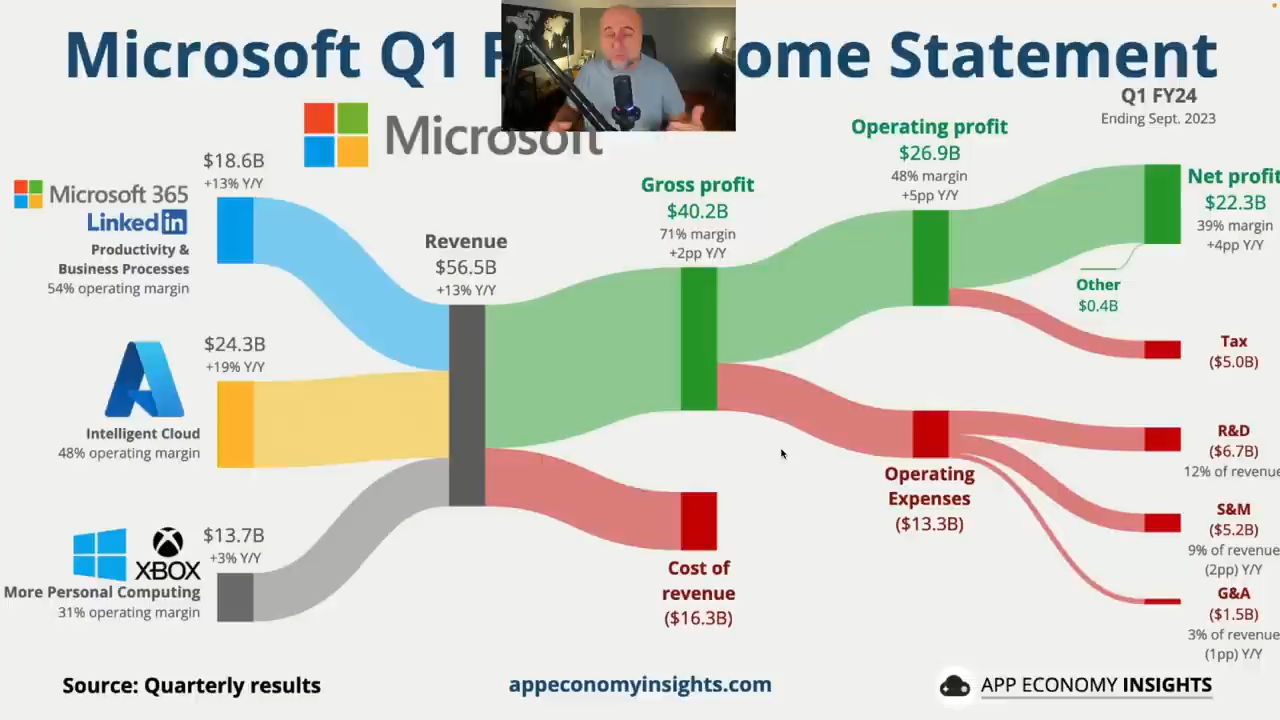 Microsoft Q1 F ome Statement
Q1 FY24
Ending Sept. 2023
Microsoft
$18.6B
+13% Y/Y
Microsoft 365
Linked in
Productivity &
Business Processes
54% operating margin
$24.3B
+19% Y/Y
Intelligent Cloud
48% operating margin
$13.7B
+3% Y/Y
XBOX
More Personal Computing
31% operating margin
Revenue
$56.5B
+13% Y/Y
Gross profit
$40.2B
71% margin
+2pp Y/Y
Cost of
revenue
($16.3B)
Operating profit
$26.9B
48% margin
+5pp Y/Y
Operating
Expenses
($13.3B)
Net profit
$22.3B
39% margin
+4pp Y/Y
Other
$0.4B
Tax
($5.0B)
R&D
($6.7B)
12% of revenue
S&M
($5.2B)
9% of revenue
(2pp) Y/Y
G&A
($1.5B)
3% of revenue
(1pp) Y/Y
Source: Quarterly results
appeconomyinsights.com
APP ECONOMY INSIGHTS